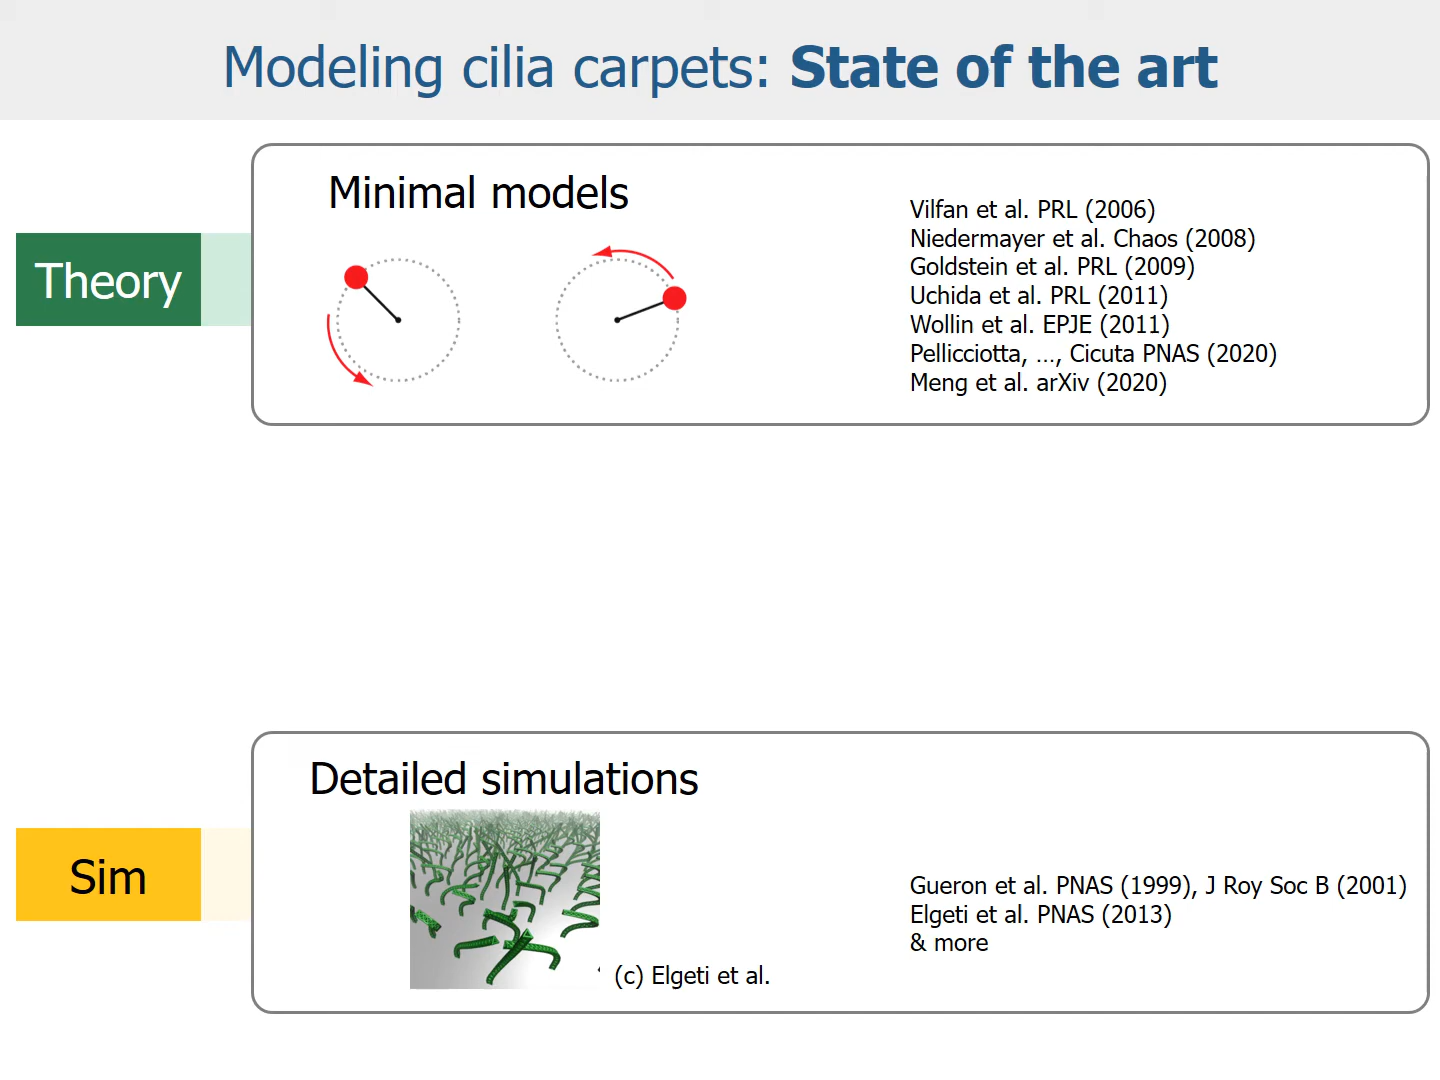 Modeling cilia carpets: State of the art
Minimal models
Theory
Vilfan et al. PRL (2006)
Niedermayer et al. Chaos (2008)
Goldstein et al. PRL (2009)
Uchida et al. PRL (2011)
Wollin et al. EPJE (2011)
Pellicciotta, ..., Cicuta PNAS (2020)
Meng et al. arXiv (2020)
Detailed simulations
Sim
(c) Elgeti et al.
Gueron et al. PNAS (1999), J Roy Soc B (2001)
Elgeti et al. PNAS (2013)
& more